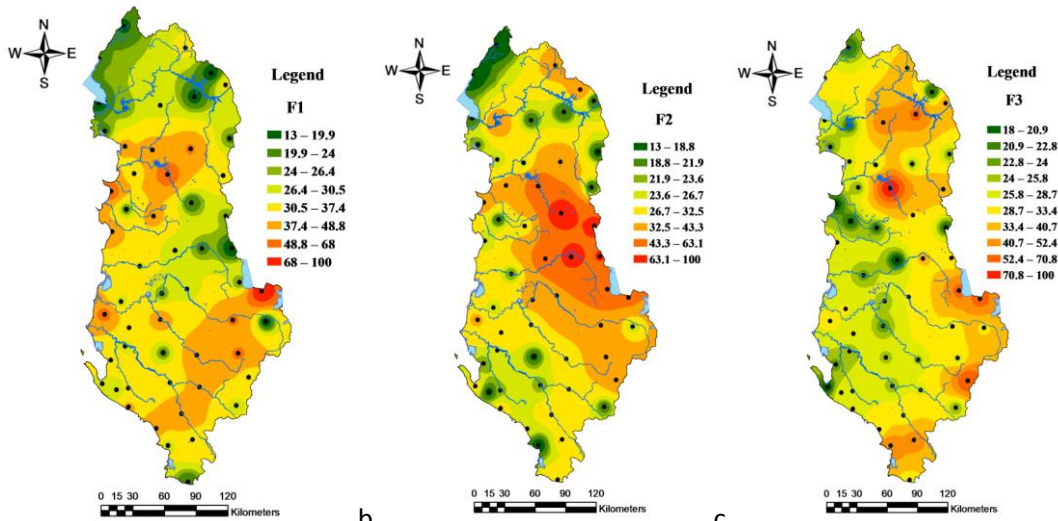 N
W E
S
Legend
F1
13 – 19.9
19.9 – 24
24 – 26.4
26.4 – 30.5
30.5 – 37.4
37.4 – 48.8
48.8 – 68
68 – 100
0 15 30 60 90 120
Kilometers
N
W E
S
Legend
F2
13 – 18.8
18.8 – 21.9
21.9 – 23.6
23.6 – 26.7
26.7 – 32.5
32.5 – 43.3
43.3 – 63.1
63.1 – 100
0 15 30 60 90 120
Kilometers
b
N
W E
S
Legend
F3
18 – 20.9
20.9 – 22.8
22.8 – 24
24 – 25.8
25.8 – 28.7
28.7 – 33.4
33.4 – 40.7
40.7 – 52.4
52.4 – 70.8
70.8 – 100
0 15 30 60 90 120
Kilometers
c